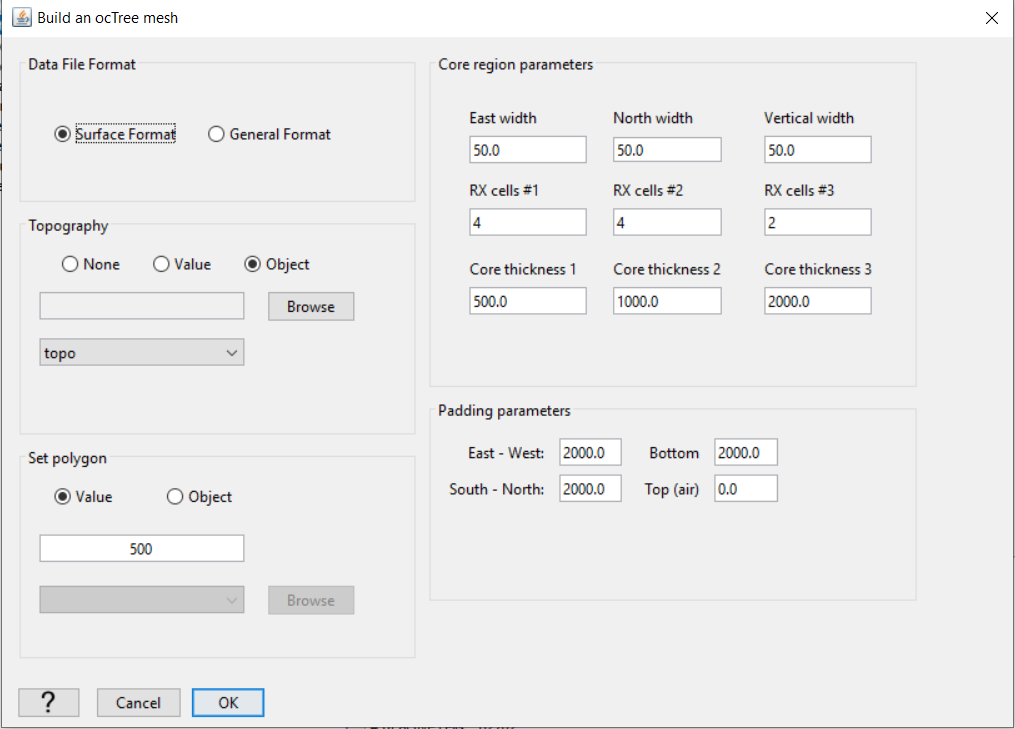 Build an ocTree mesh
Data File Format
Surface Format General Format
Topography
None Value Object
Browse
topo
Set polygon
Value Object
500
Browse
? Cancel OK
Core region parameters
East width North width Vertical width
50.0 50.0 50.0
RX cells #1 RX cells #2 RX cells #3
4 4 2
Core thickness 1 Core thickness 2 Core thickness 3
500.0 1000.0 2000.0
Padding parameters
East - West: 2000.0 Bottom 2000.0
South - North: 2000.0 Top (air) 0.0